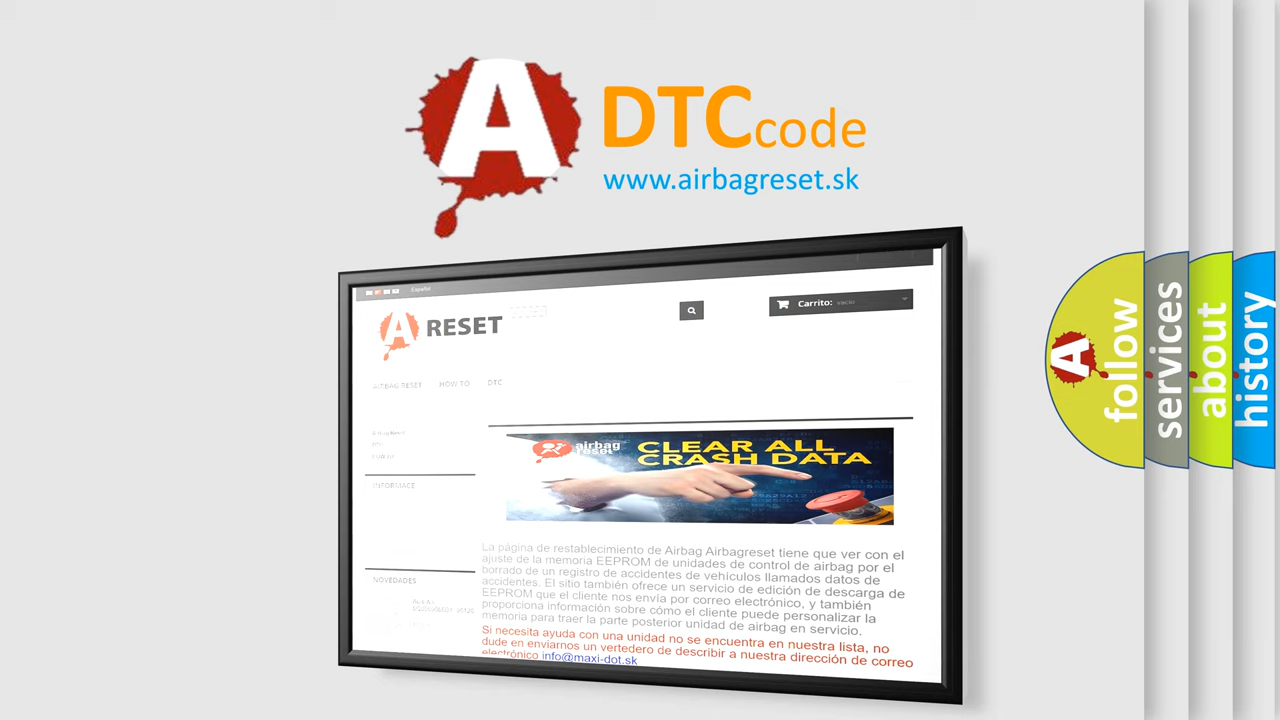 A
DTCcode
www.airbagreset.sk
Español
A RESET
Carrito: vacío
AIRBAG RESET HOW TO DTC
INFORMACE
NOVEDADES
airbag
reset
CLEAR ALL
CRASH DATA
La página de restablecimiento de Airbag Airbagreset tiene que ver con el
ajuste de la memoria EEPROM de unidades de control de airbag por el
borrado de un registro de accidentes de vehículos llamados datos de
accidentes. El sitio también ofrece un servicio de edición de descarga de
EEPROM que el cliente nos envía por correo electrónico, y también
proporciona información sobre cómo el cliente puede personalizar la
memoria para traer la parte posterior unidad de airbag en servicio.
Si necesita ayuda con una unidad no se encuentra en nuestra lista, no
dude en enviarnos un vertedero de describir a nuestra dirección de correo
electrónico info@maxi-dot.sk
A
follow
services
about
history